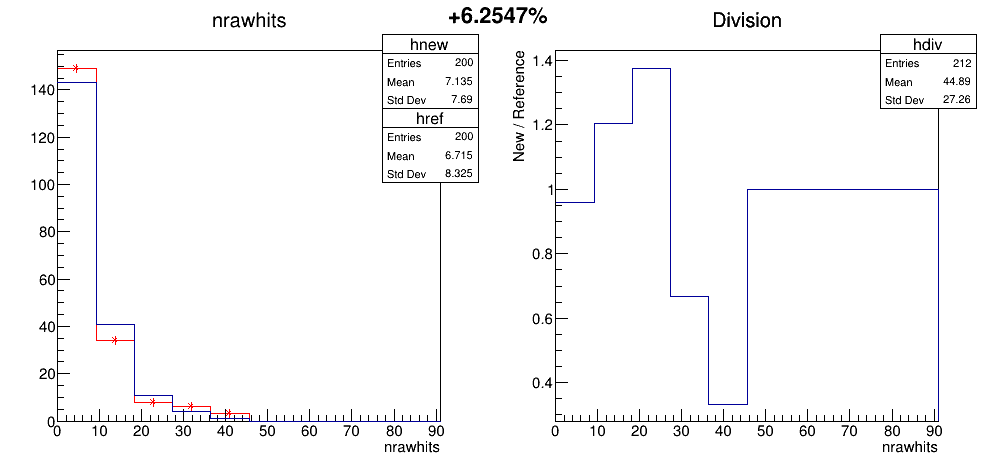 +6.2547%
nrawhits
hnew
Entries 200
Mean 7.135
Std Dev 7.69
href
Entries 200
Mean 6.715
Std Dev 8.325
140
120
100
80
60
40
20
0
0 10 20 30 40 50 60 70 80 90
nrawhits
Division
hdiv
Entries 212
Mean 44.89
Std Dev 27.26
New / Reference
1.4
1.2
1
0.8
0.6
0.4
0 10 20 30 40 50 60 70 80 90
nrawhits